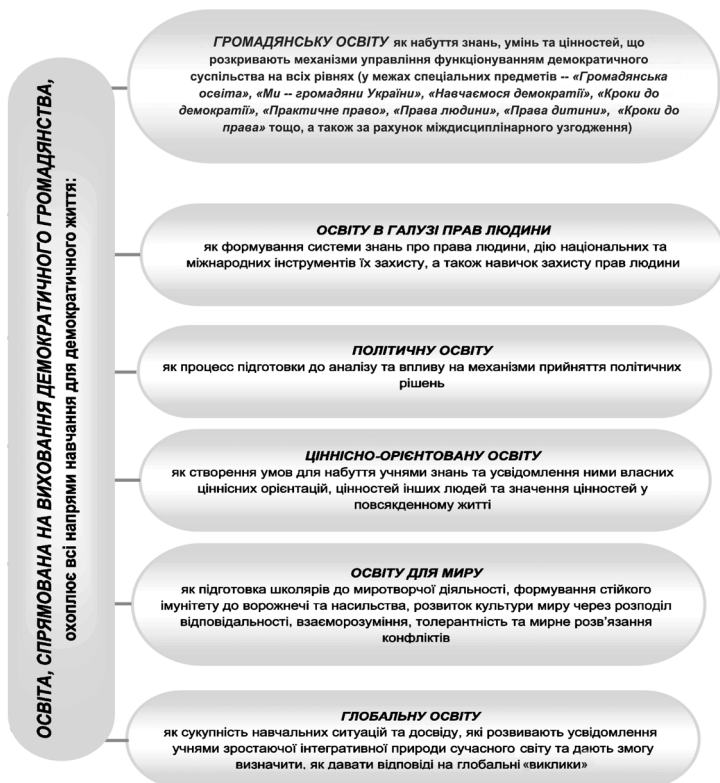 ОСВІТА, СПРЯМОВАНА НА ВИХОВАННЯ ДЕМОКРАТИЧНОГО ГРОМАДЯНСТВА,
охоплює всі напрями навчання для демократичного життя:
ГРОМАДЯНСЬКУ ОСВІТУ як набуття знань, умінь та цінностей, що
розкривають механізми управління функціонуванням демократичного
суспільства на всіх рівнях (у межах спеціальних предметів -- «Громадянська
освіта», «Ми -- громадяни України», «Навчаємося демократії», «Кроки до
демократії», «Практичне право», «Права людини», «Права дитини», «Кроки до
права» тощо, а також за рахунок міждисциплінарного узгодження)
ОСВІТУ В ГАЛУЗІ ПРАВ ЛЮДИНИ
як формування системи знань про права людини, дію національних та
міжнародних інструментів їх захисту, а також навичок захисту прав людини
ПОЛІТИЧНУ ОСВІТУ
як процесс підготовки до аналізу та впливу на механізми прийняття політичних
рішень
ЦІННІСНО-ОРІЄНТОВАНУ ОСВІТУ
як створення умов для набуття учнями знань та усвідомлення ними власних
ціннісних орієнтацій, цінностей інших людей та значення цінностей у
повсякденному житті
ОСВІТУ ДЛЯ МИРУ
як підготовка школярів до миротворчої діяльності, формування стійкого
імунітету до ворожнечі та насильства, розвиток культури миру через розподіл
відповідальності, взаєморозуміння, толерантність та мирне розв'язання
конфліктів
ГЛОБАЛЬНУ ОСВІТУ
як сукупність навчальних ситуацій та досвіду, які розвивають усвідомлення
учнями зростаючої інтегративної природи сучасного світу та дають змогу
визначити, як давати відповіді на глобальні «виклики»